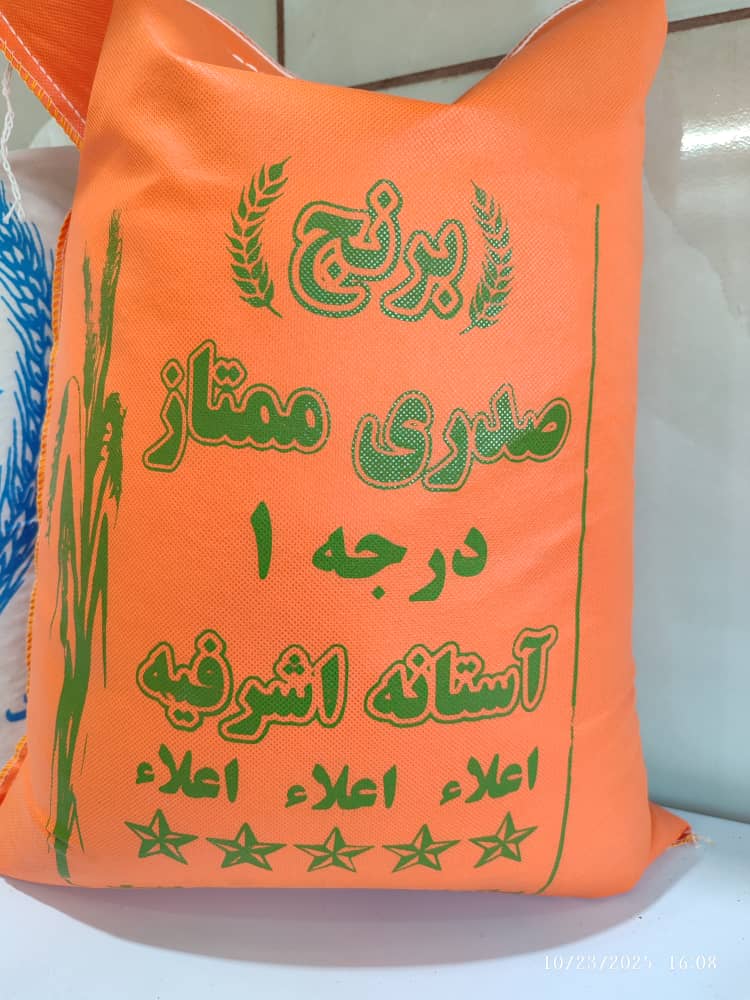 برنج
صدری ممتاز
درجه ۱
آستانه اشرفیه
اعلاء اعلاء اعلاء
10/23/2025 16:08